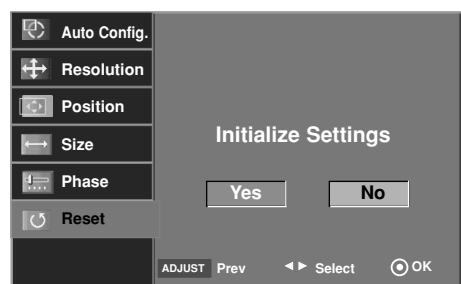 Auto Config.
Resolution
Position
Size
Phase
Reset
Initialize Settings
Yes No
ADJUST Prev ◄► Select OK